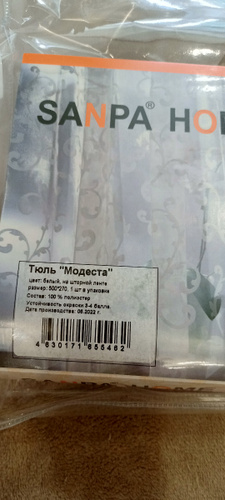 SANPA® HO
Тюль "Модеста"
цвет: белый, на шторной ленте
размер: 500*270, 1 шт в упаковке
Состав: 100 % полиэстер
Устойчивость окраски 3-4 балла.
Дата производства: 06.2022 г.
4 630171 655462